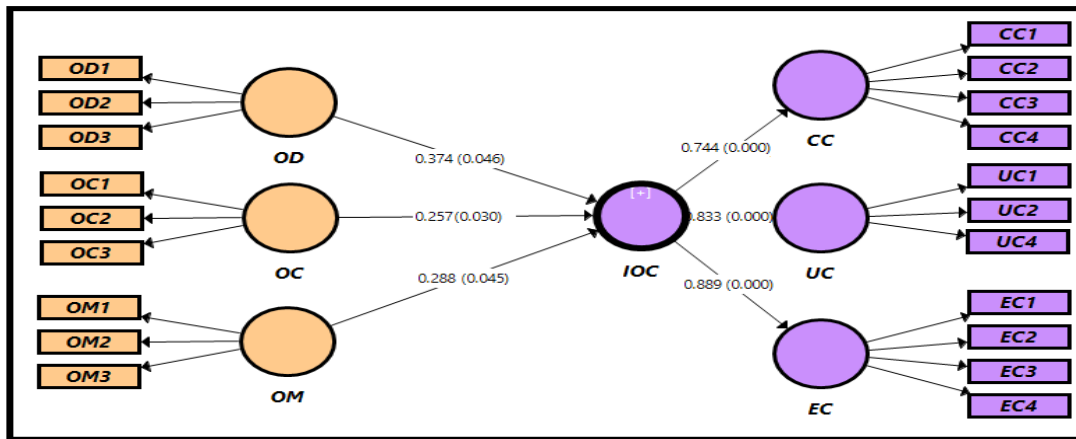 OD1
OD2
OD3
OD
OC1
OC2
OC3
OC
OM1
OM2
OM3
OM
0.374 (0.046)
0.257(0.030)
0.288 (0.045)
[+]
IOC
0.744 (0.000)
0.833 (0.000)
0.889 (0.000)
CC
UC
EC
CC1
CC2
CC3
CC4
UC1
UC2
UC4
EC1
EC2
EC3
EC4